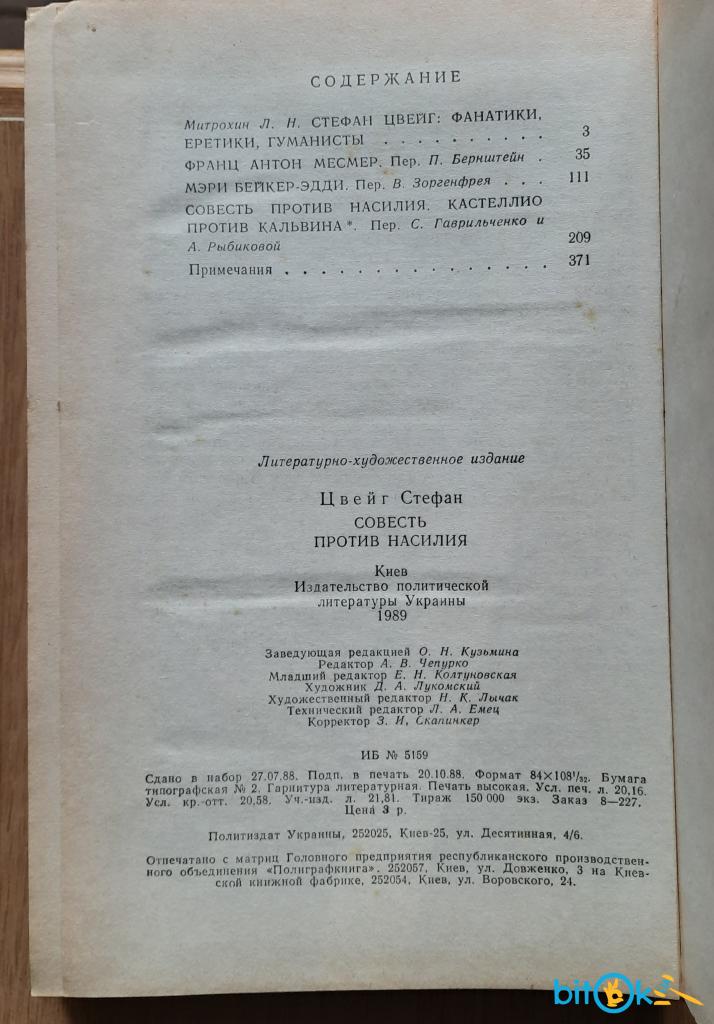 СОДЕРЖАНИЕ
Митрохин Л. Н. СТЕФАН ЦВЕЙГ: ФАНАТИКИ,
ЕРЕТИКИ, ГУМАНИСТЫ . . . . . . . . . . 3
ФРАНЦ АНТОН МЕСМЕР. Пер. П. Бернштейн . 35
МЭРИ БЕЙКЕР-ЭДДИ. Пер. В. Зоргенфрея . . . 111
СОВЕСТЬ ПРОТИВ НАСИЛИЯ. КАСТЕЛЛИО
ПРОТИВ КАЛЬВИНА*. Пер. С. Гаврильченко и
А. Рыбиковой 209
Примечания . . . . . . . . . . . . . . . 371
Литературно-художественное издание
Цвейг Стефан
СОВЕСТЬ
ПРОТИВ НАСИЛИЯ
Киев
Издательство политической
литературы Украины
1989
Заведующая редакцией О. Н. Кузьмина
Редактор А. В. Чепурко
Младший редактор Е. Н. Колтуновская
Художник Д. А. Лукомский
Художественный редактор Н. К. Лычак
Технический редактор Л. А. Емец
Корректор З. И, Скапинкер
ИБ № 5159
Сдано в набор 27.07.88. Подп. в печать 20.10.88. Формат 84×108¹/₃₂. Бумага
типографская № 2. Гарнитура литературная. Печать высокая. Усл. печ. л. 20,16.
Усл. кр.-отт. 20,58. Уч.-изд. л. 21,81. Тираж 150 000 экз. Заказ 8—227.
Цена 3 р.
Политиздат Украины, 252025, Киев-25, ул. Десятинная, 4/6.
Отпечатано с матриц Головного предприятия республиканского производствен-
ного объединения «Полиграфкнига». 252057, Киев, ул. Довженко, 3 на Киев-
ской книжной фабрике, 252054, Киев, ул. Воровского, 24.
bitok